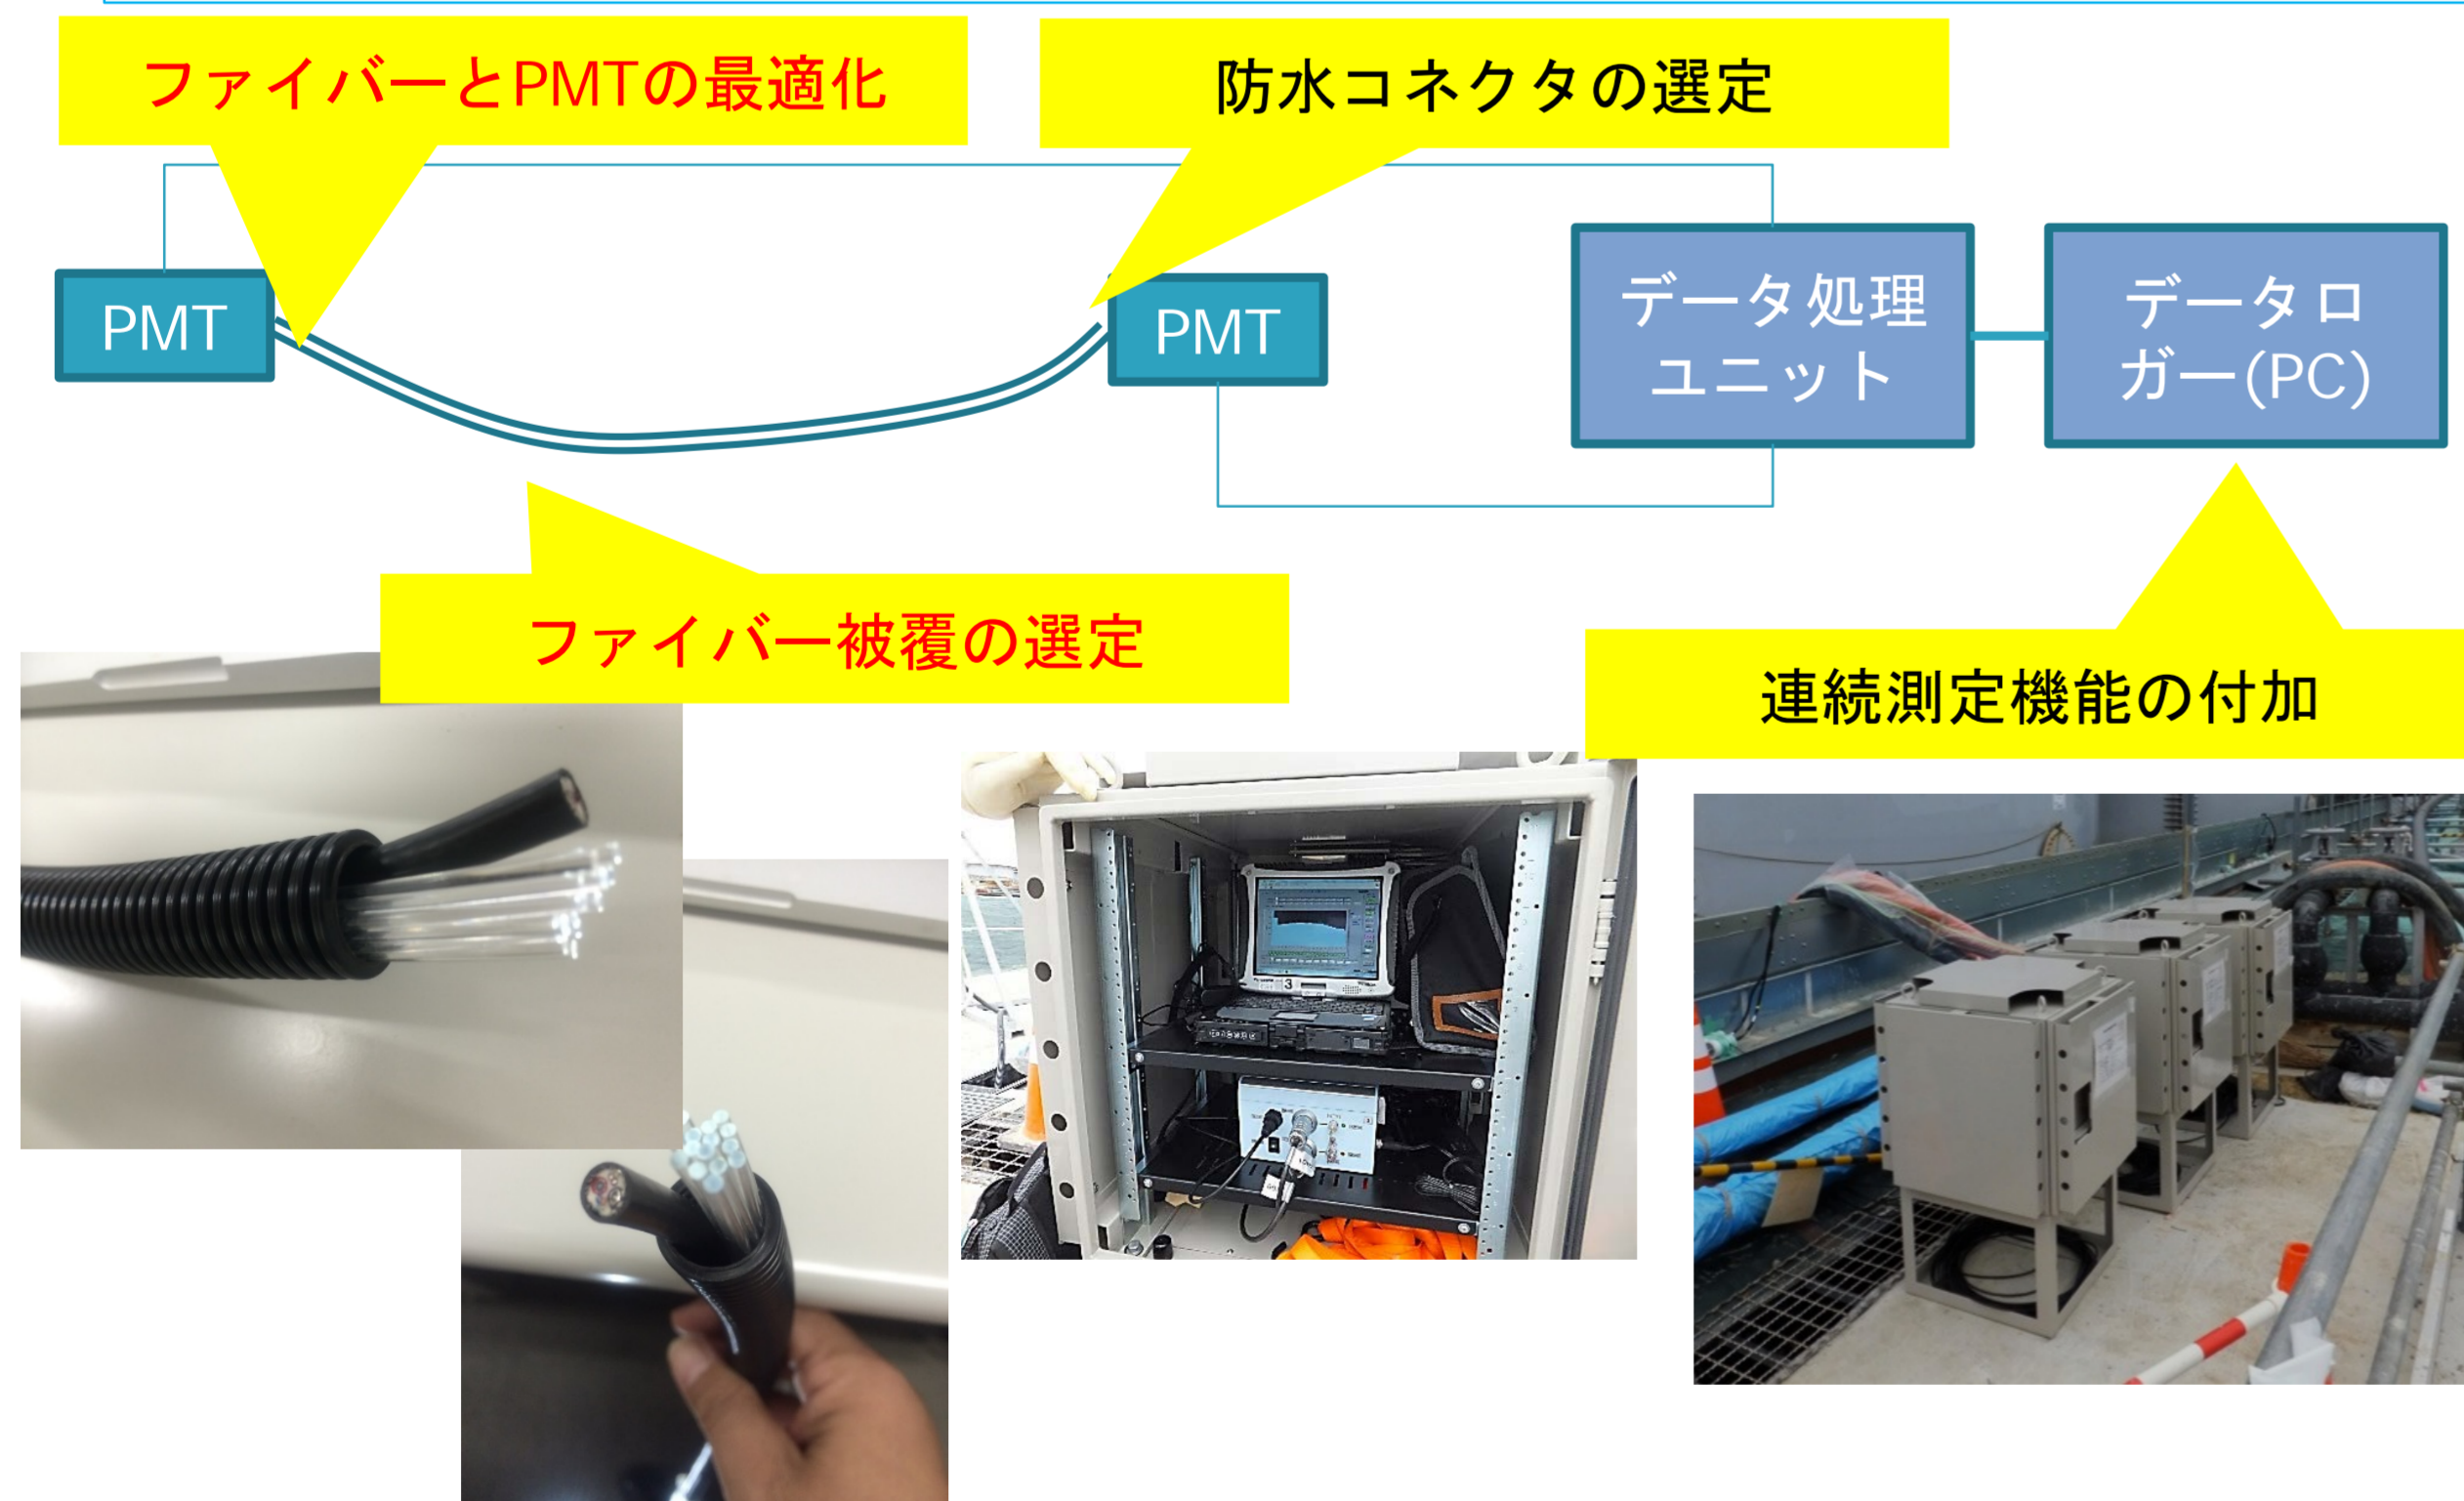 ファイバーとPMTの最適化
防水コネクタの選定
PMT
PMT
データ処理
ユニット
データロ
ガー(PC)
ファイバー被覆の選定
連続測定機能の付加
3